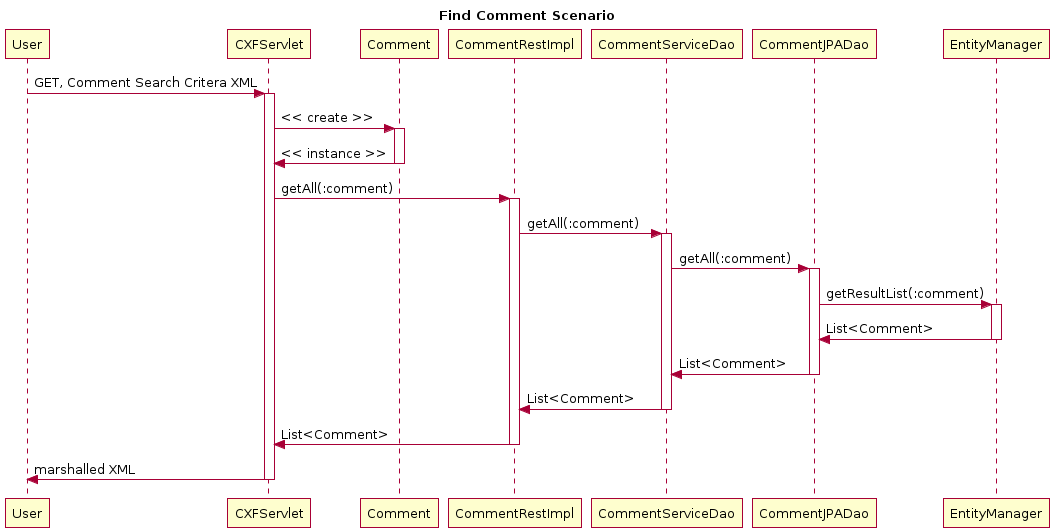 Find Comment Scenario
User CXFServlet Comment CommentRestImpl CommentServiceDao CommentJPADao EntityManager
GET, Comment Search Critera XML
<< create >>
<< instance >>
getAll(:comment)
getAll(:comment)
getAll(:comment)
getResultList(:comment)
List<Comment>
List<Comment>
List<Comment>
List<Comment>
marshalled XML
User CXFServlet Comment CommentRestImpl CommentServiceDao CommentJPADao EntityManager